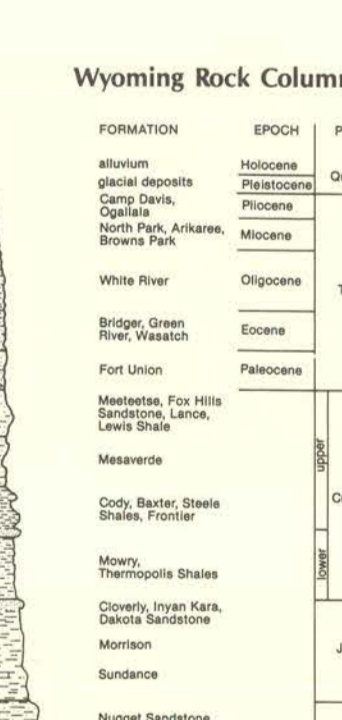 Wyoming Rock Colum
FORMATION EPOCH P
alluvium Holocene
glacial deposits Pleistocene Q
Camp Davis, Pliocene
Ogallala
North Park, Arikaree, Miocene
Browns Park
White River Oligocene T
Bridger, Green Eocene
River, Wasatch
Fort Union Paleocene
Meeteetse, Fox Hills
Sandstone, Lance,
Lewis Shale
upper
Mesaverde
Cody, Baxter, Steele C
Shales, Frontier
lower
Mowry,
Thermopolis Shales
Cloverly, Inyan Kara,
Dakota Sandstone
Morrison J
Sundance
Nugget Sandstone,